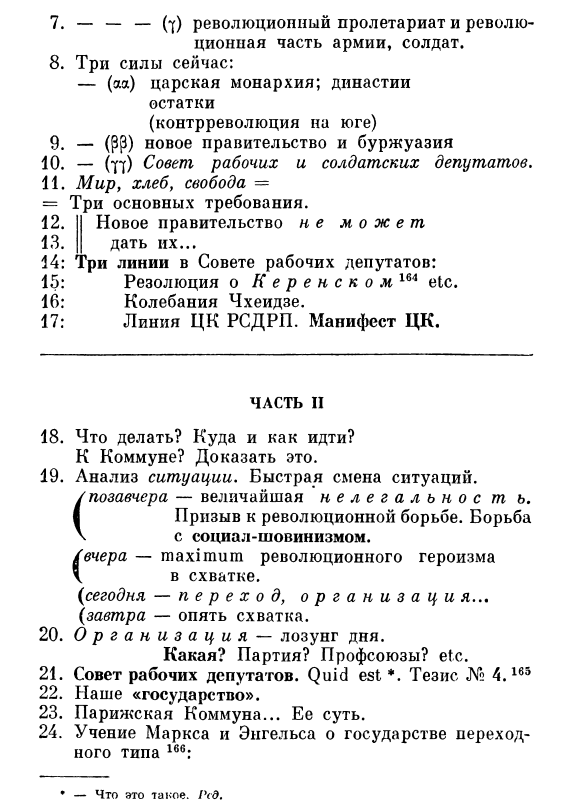 7. — — — (γ) революционный пролетариат и револю-
ционная часть армии, солдат.
8. Три силы сейчас:
— (αα) царская монархия; династии
остатки
(контрреволюция на юге)
9. — (ββ) новое правительство и буржуазия
10. — (γγ) Совет рабочих и солдатских депутатов.
11. Мир, хлеб, свобода =
= Три основных требования.
12. || Новое правительство не может
13. || дать их...
14: Три линии в Совете рабочих депутатов:
15: Резолюция о Керенском 164 etc.
16: Колебания Чхеидзе.
17: Линия ЦК РСДРП. Манифест ЦК.
ЧАСТЬ II
18. Что делать? Куда и как идти?
К Коммуне? Доказать это.
19. Анализ ситуации. Быстрая смена ситуаций.
(позавчера — величайшая нелегальность.
Призыв к революционной борьбе. Борьба
с социал-шовинизмом.
(вчера — maximum революционного героизма
в схватке.
(сегодня — переход, организация...
(завтра — опять схватка.
20. Организация — лозунг дня.
Какая? Партия? Профсоюзы? etc.
21. Совет рабочих депутатов. Quid est *. Тезис № 4. 165
22. Наше «государство».
23. Парижская Коммуна... Ее суть.
24. Учение Маркса и Энгельса о государстве переход-
ного типа 166:
* — Что это такое. Ред.